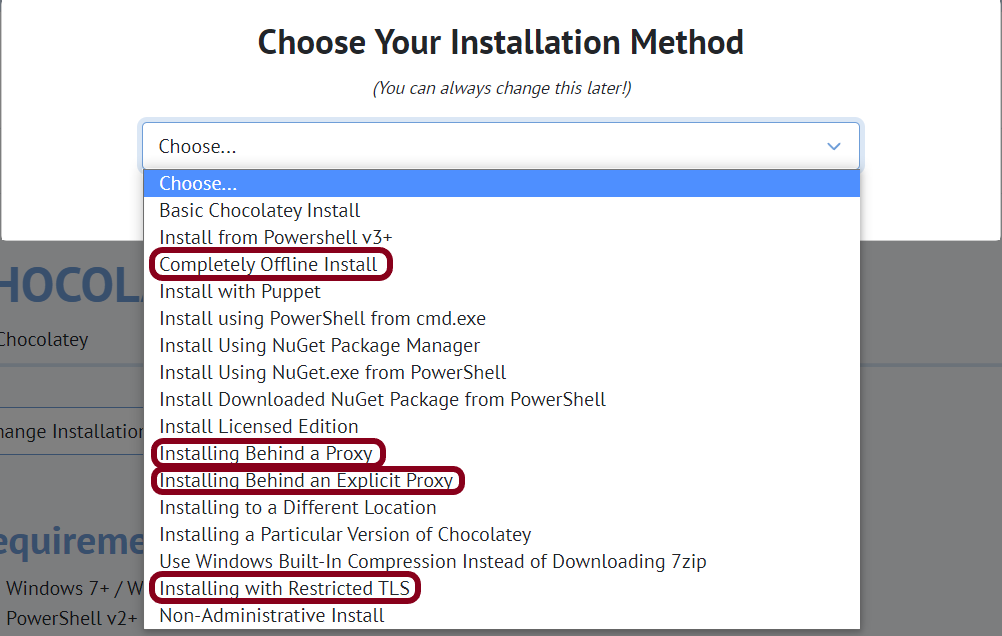 Choose Your Installation Method
(You can always change this later!)
Choose...
Choose...
Basic Chocolatey Install
Install from Powershell v3+
Completely Offline Install
Install with Puppet
Install using PowerShell from cmd.exe
Install Using NuGet Package Manager
Install Using NuGet.exe from PowerShell
Install Downloaded NuGet Package from PowerShell
Install Licensed Edition
Installing Behind a Proxy
Installing Behind an Explicit Proxy
Installing to a Different Location
Installing a Particular Version of Chocolatey
Use Windows Built-In Compression Instead of Downloading 7zip
Installing with Restricted TLS
Non-Administrative Install
HOCOL
Chocolatey
hange Installation
equireme
Windows 7+ / W
PowerShell v2+